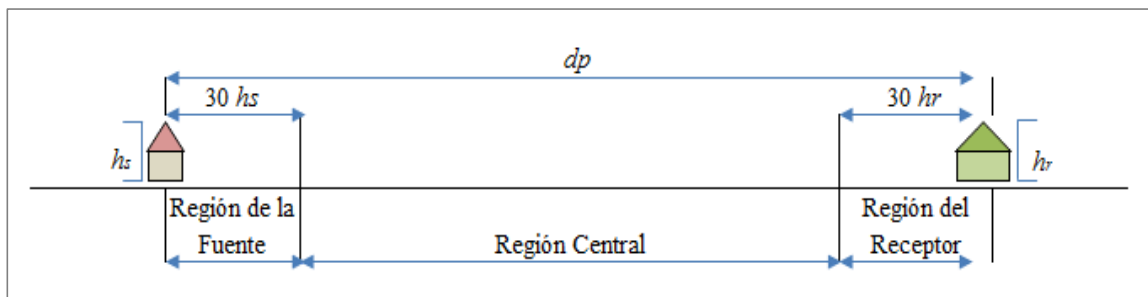 dp
30 hs
30 hr
hs
hr
Región de la
Fuente
Región Central
Región del
Receptor